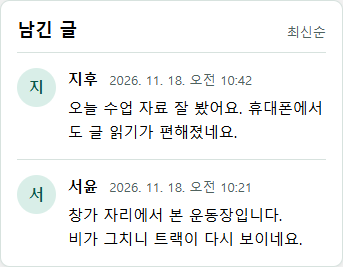 남긴 글
최신순
지
지후 2026. 11. 18. 오전 10:42
오늘 수업 자료 잘 봤어요. 휴대폰에서
도 글 읽기가 편해졌네요.
서
서윤 2026. 11. 18. 오전 10:21
창가 자리에서 본 운동장입니다.
비가 그치니 트랙이 다시 보이네요.